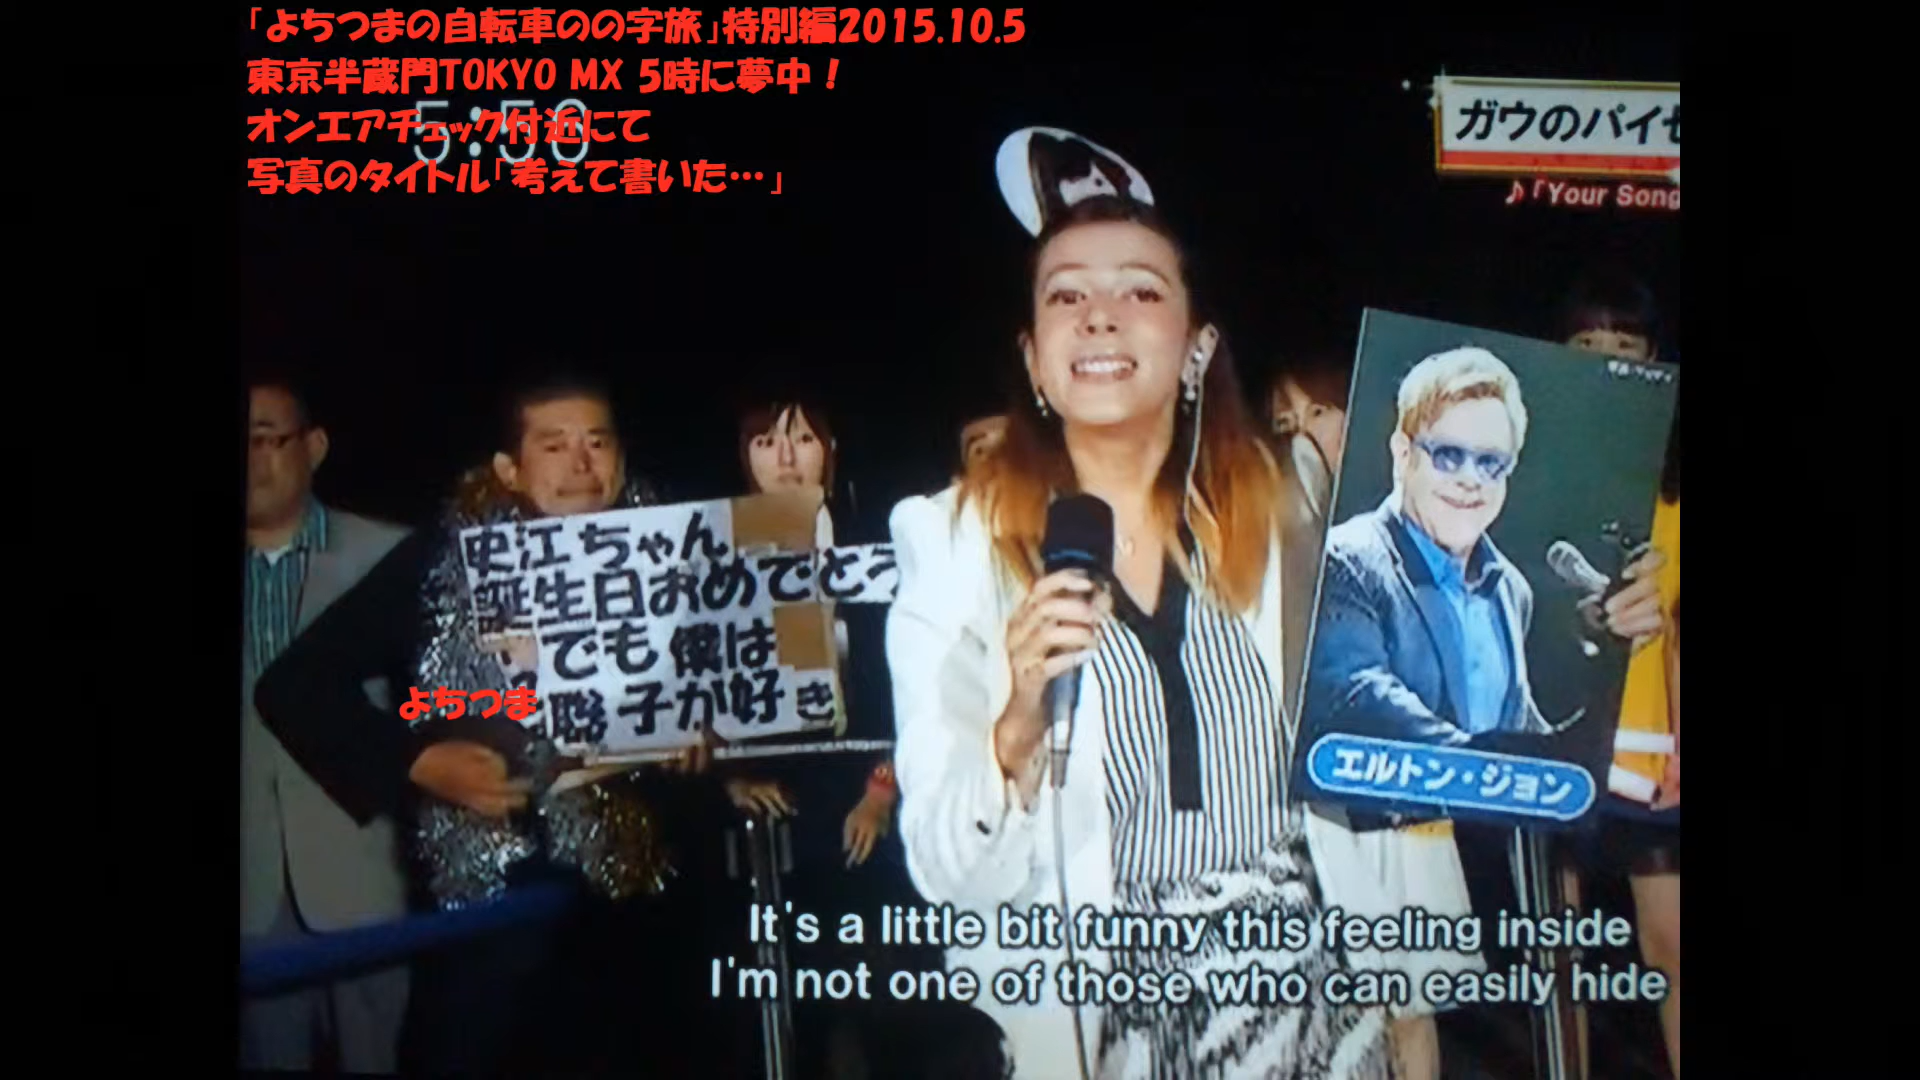 「よちつまの自転車のの字旅」特別編2015.10.5
東京半蔵門TOKYO MX 5時に夢中！
オンエアチェック付近にて
写真のタイトル「考えて書いた…」
5:56
ガウのパイセ
♪「Your Song
史江ちゃん
誕生日おめでとう
でも僕は
聡子が好き
よちつま
エルトン・ジョン
It's a little bit funny this feeling inside
I'm not one of those who can easily hide